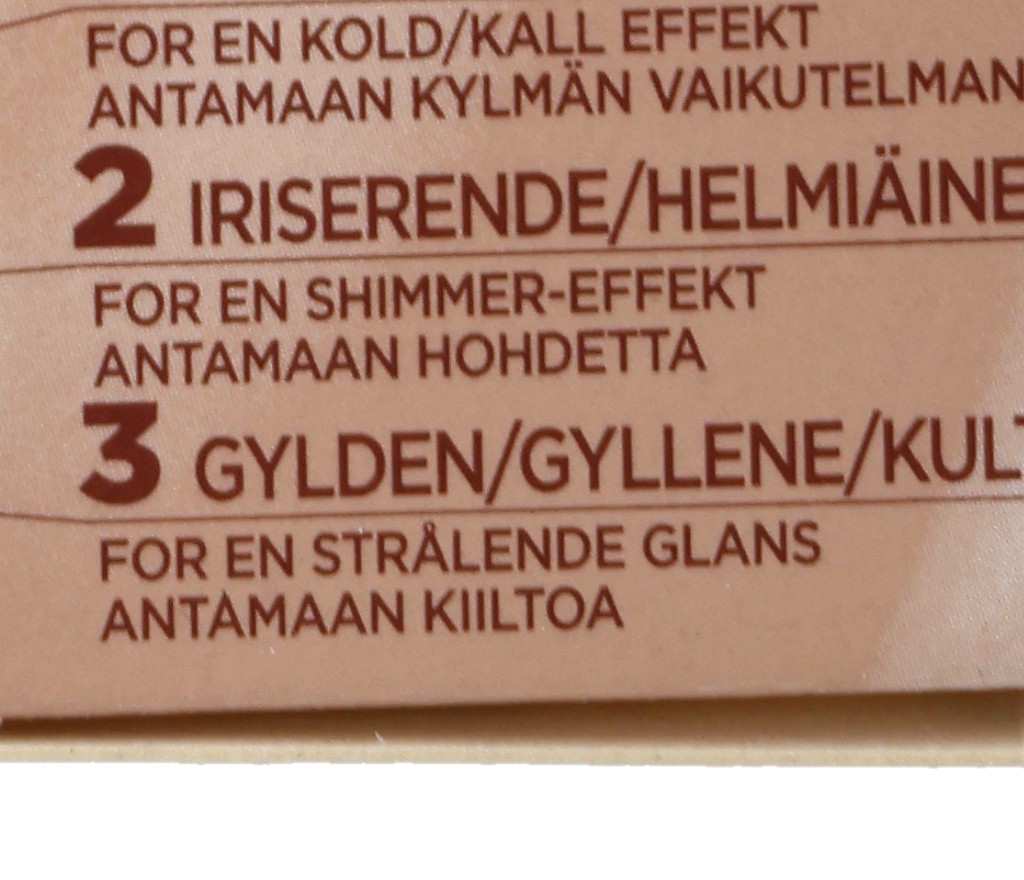 FOR EN KOLD/KALL EFFEKT
ANTAMAAN KYLMÄN VAIKUTELMAN
2 IRISERENDE/HELMIÄINE
FOR EN SHIMMER-EFFEKT
ANTAMAAN HOHDETTA
3 GYLDEN/GYLLENE/KUL
FOR EN STRÅLENDE GLANS
ANTAMAAN KIILTOA